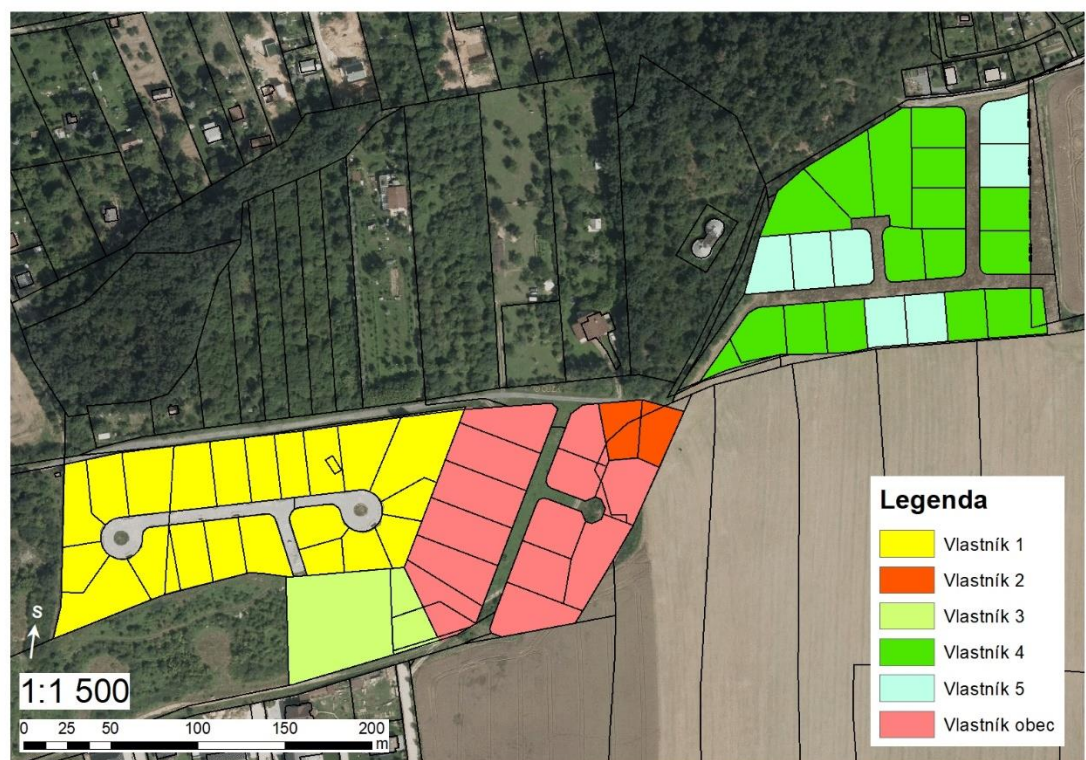 Legenda
Vlastník 1
Vlastník 2
Vlastník 3
Vlastník 4
Vlastník 5
Vlastník obec
S
1:1 500
0 25 50 100 150 200
m